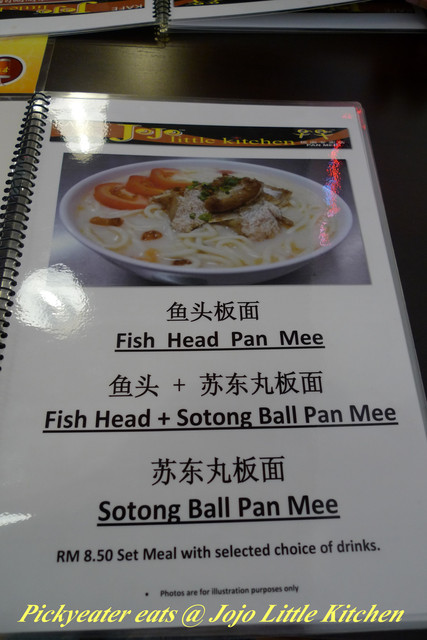 JoJo little kitchen
PAN MEE
鱼头板面
Fish Head Pan Mee
鱼头 + 苏东丸板面
Fish Head + Sotong Ball Pan Mee
苏东丸板面
Sotong Ball Pan Mee
RM 8.50 Set Meal with selected choice of drinks.
• Photos are for illustration purposes only
Pickyeater eats @ Jojo Little Kitchen